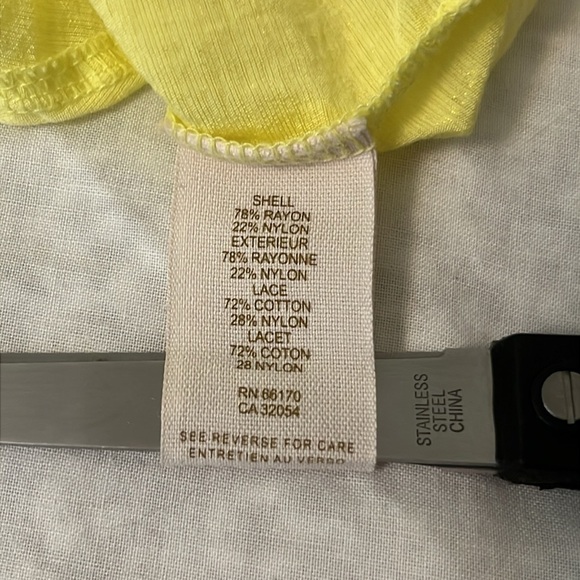 SHELL
78% RAYON
22% NYLON
EXTERIEUR
78% RAYONNE
22% NYLON
LACE
72% COTTON
28% NYLON
LACET
72% COTON
28 NYLON
RN 66170
CA 32054
SEE REVERSE FOR CARE
ENTRETIEN AU VERSO
STAINLESS
STEEL
CHINA